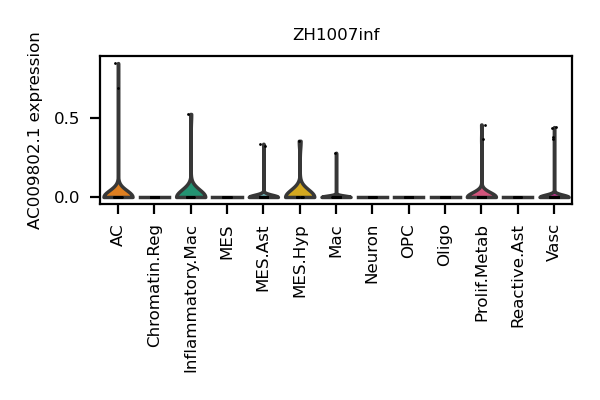 ZH1007inf
AC009802.1 expression
0.5
0.0
AC
Chromatin.Reg
Inflammatory.Mac
MES
MES.Ast
MES.Hyp
Mac
Neuron
OPC
Oligo
Prolif.Metab
Reactive.Ast
Vasc